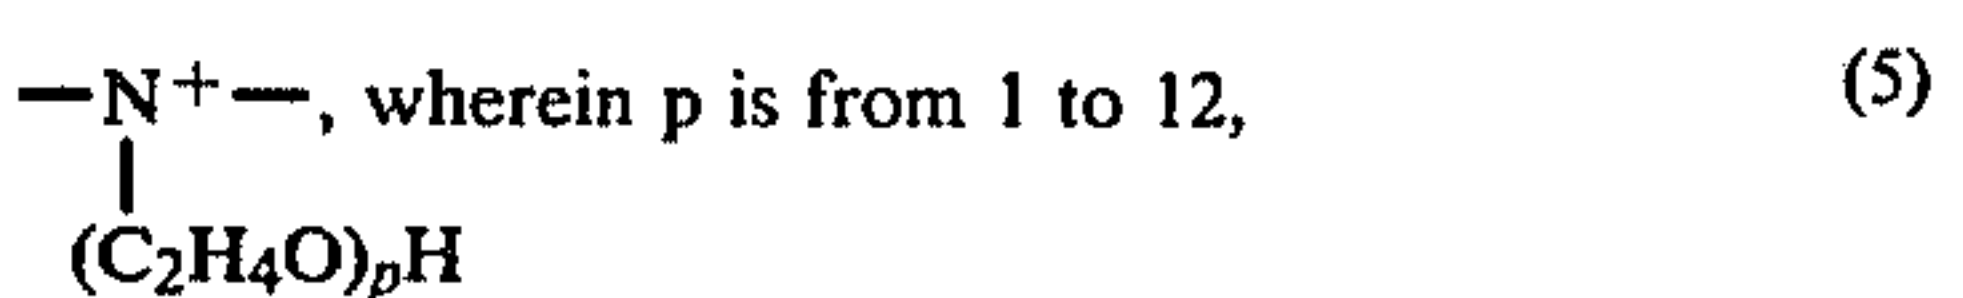 —N⁺—, wherein p is from 1 to 12, (5)
|
(C₂H₄O)ₚH